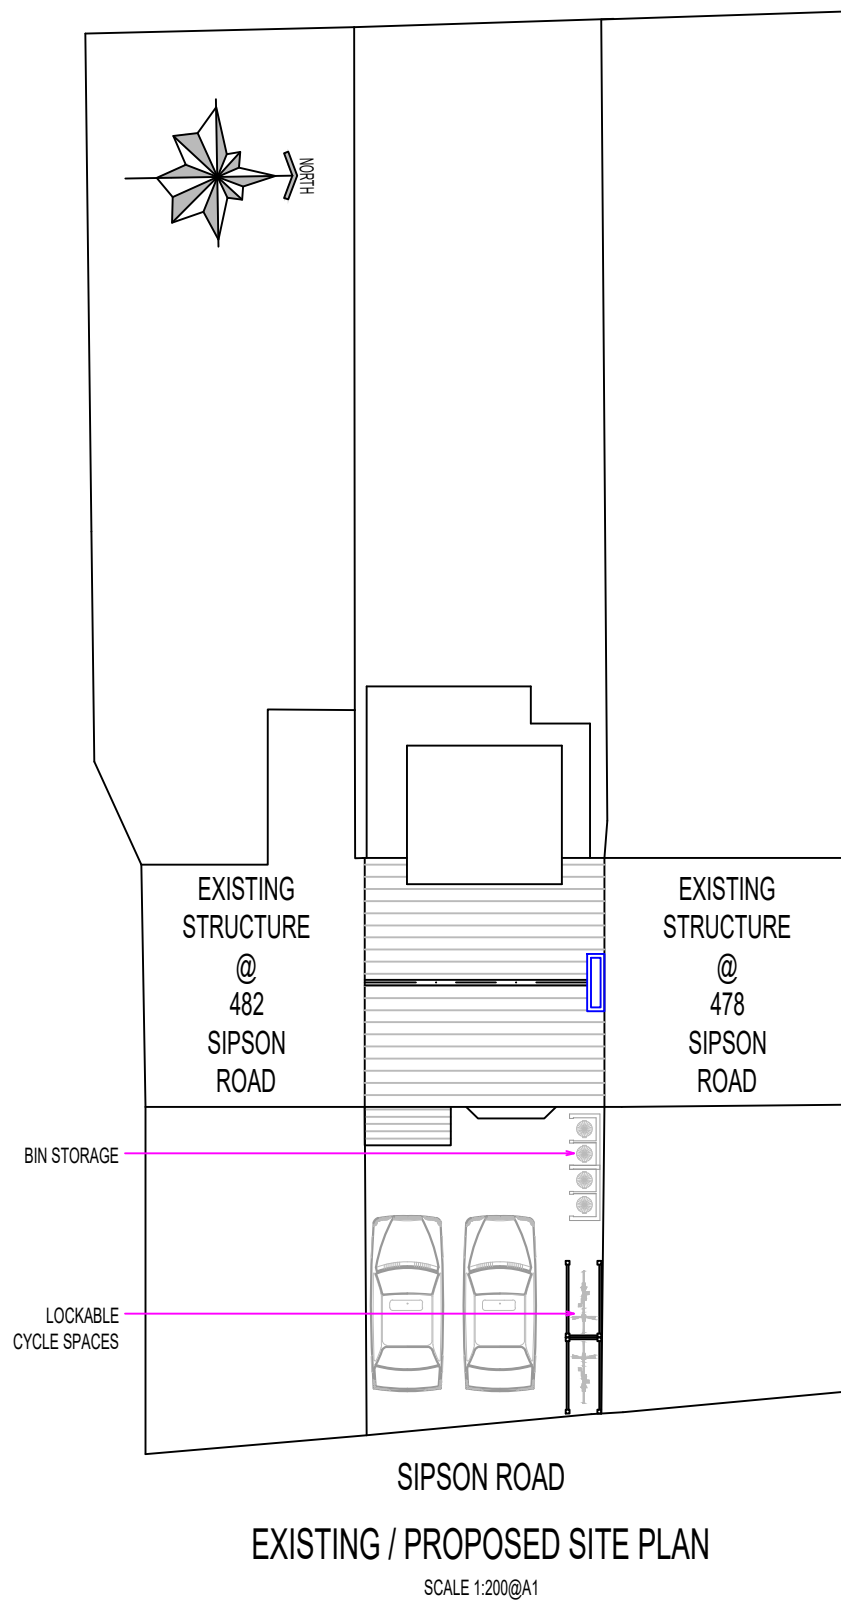 NORTH
EXISTING
STRUCTURE
@
482
SIPSON
ROAD
EXISTING
STRUCTURE
@
478
SIPSON
ROAD
BIN STORAGE
LOCKABLE
CYCLE SPACES
SIPSON ROAD
EXISTING / PROPOSED SITE PLAN
SCALE 1:200@A1